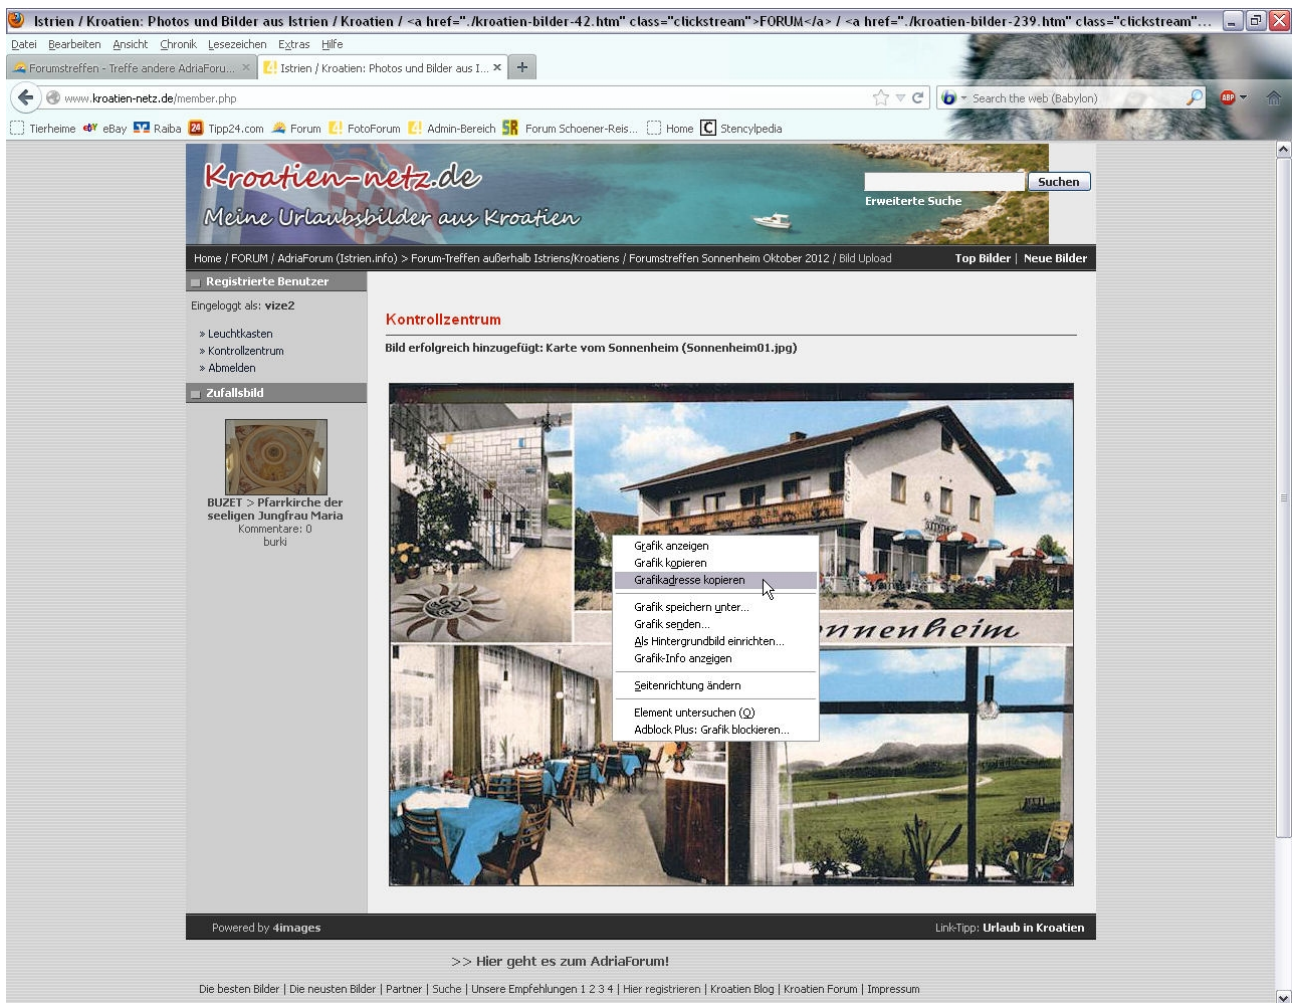 Istrien / Kroatien: Photos und Bilder aus Istrien / Kroatien / <a href="./kroatien-bilder-42.htm" class="clickstream">FORUM</a> / <a href="./kroatien-bilder-239.htm" class="clickstream"...
Datei Bearbeiten Ansicht Chronik Lesezeichen Extras Hilfe
Forumstreffen - Treffe andere AdriaForu... Istrien / Kroatien: Photos und Bilder aus I...
www.kroatien-netz.de/member.php Search the web (Babylon) ABP
Tierheime eBay Raiba 24 Tipp24.com Forum FotoForum Admin-Bereich SR Forum Schoener-Reis... Home C Stencylpedia
Kroatien-netz.de
Meine Urlaubsbilder aus Kroatien
Suchen
Erweiterte Suche
Home / FORUM / AdriaForum (Istrien.info) > Forum-Treffen außerhalb Istriens/Kroatiens / Forumstreffen Sonnenheim Oktober 2012 / Bild Upload Top Bilder | Neue Bilder
Registrierte Benutzer
Eingeloggt als: vize2
» Leuchtkasten
» Kontrollzentrum
» Abmelden
Zufallsbild
BUZET > Pfarrkirche der
seeligen Jungfrau Maria
Kommentare: 0
burki
Kontrollzentrum
Bild erfolgreich hinzugefügt: Karte vom Sonnenheim (Sonnenheim01.jpg)
Grafik anzeigen
Grafik kopieren
Grafikadresse kopieren
Grafik speichern unter...
Grafik senden...
Als Hintergrundbild einrichten...
Grafik-Info anzeigen
Seitenrichtung ändern
Element untersuchen (Q)
Adblock Plus: Grafik blockieren...
nnenheim
Powered by 4images Link-Tipp: Urlaub in Kroatien
>> Hier geht es zum AdriaForum!
Die besten Bilder | Die neusten Bilder | Partner | Suche | Unsere Empfehlungen 1 2 3 4 | Hier registrieren | Kroatien Blog | Kroatien Forum | Impressum